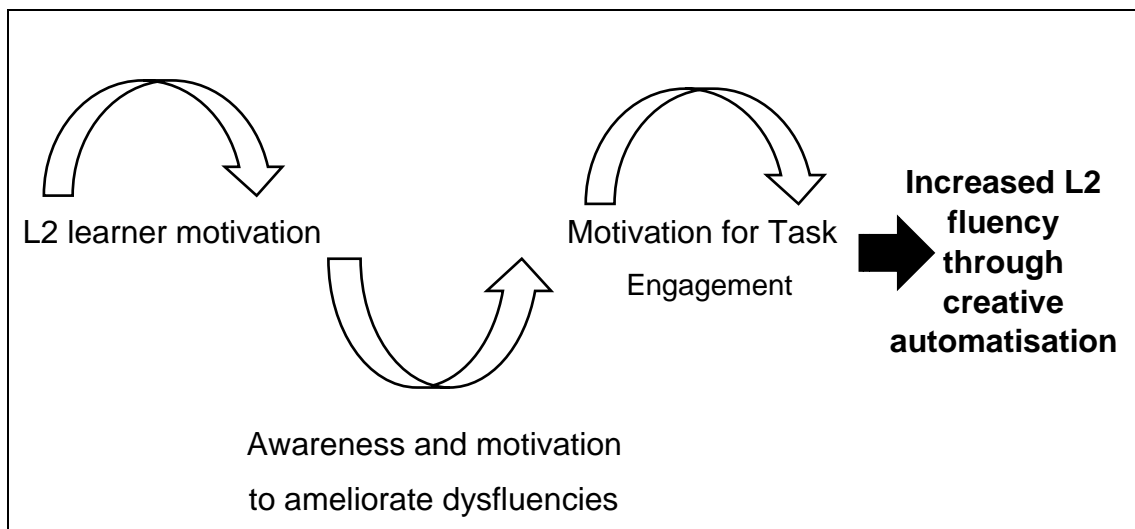 L2 learner motivation
Awareness and motivation
to ameliorate dysfluencies
Motivation for Task
Engagement
Increased L2
fluency
through
creative
automatisation